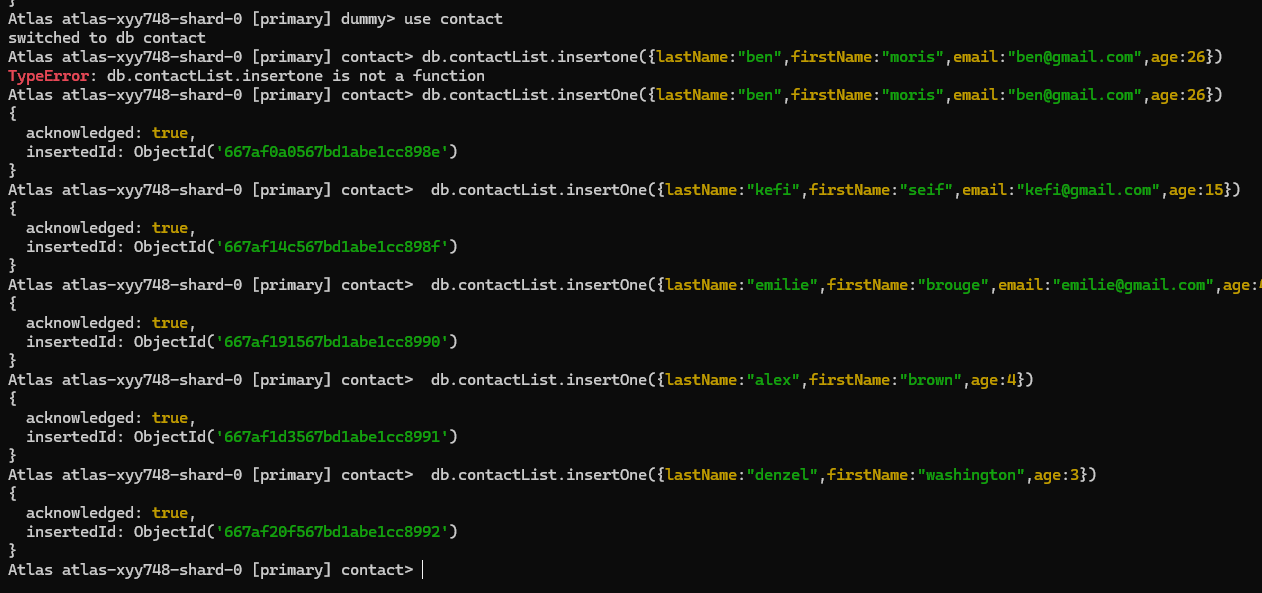 }
Atlas atlas-xyy748-shard-0 [primary] dummy> use contact
switched to db contact
Atlas atlas-xyy748-shard-0 [primary] contact> db.contactList.insertone({lastName:"ben",firstName:"moris",email:"ben@gmail.com",age:26})
TypeError: db.contactList.insertone is not a function
Atlas atlas-xyy748-shard-0 [primary] contact> db.contactList.insertOne({lastName:"ben",firstName:"moris",email:"ben@gmail.com",age:26})
{
  acknowledged: true,
  insertedId: ObjectId('667af0a0567bd1abe1cc898e')
}
Atlas atlas-xyy748-shard-0 [primary] contact>  db.contactList.insertOne({lastName:"kefi",firstName:"seif",email:"kefi@gmail.com",age:15})
{
  acknowledged: true,
  insertedId: ObjectId('667af14c567bd1abe1cc898f')
}
Atlas atlas-xyy748-shard-0 [primary] contact>  db.contactList.insertOne({lastName:"emilie",firstName:"brouge",email:"emilie@gmail.com",age:
{
  acknowledged: true,
  insertedId: ObjectId('667af191567bd1abe1cc8990')
}
Atlas atlas-xyy748-shard-0 [primary] contact>  db.contactList.insertOne({lastName:"alex",firstName:"brown",age:4})
{
  acknowledged: true,
  insertedId: ObjectId('667af1d3567bd1abe1cc8991')
}
Atlas atlas-xyy748-shard-0 [primary] contact>  db.contactList.insertOne({lastName:"denzel",firstName:"washington",age:3})
{
  acknowledged: true,
  insertedId: ObjectId('667af20f567bd1abe1cc8992')
}
Atlas atlas-xyy748-shard-0 [primary] contact>